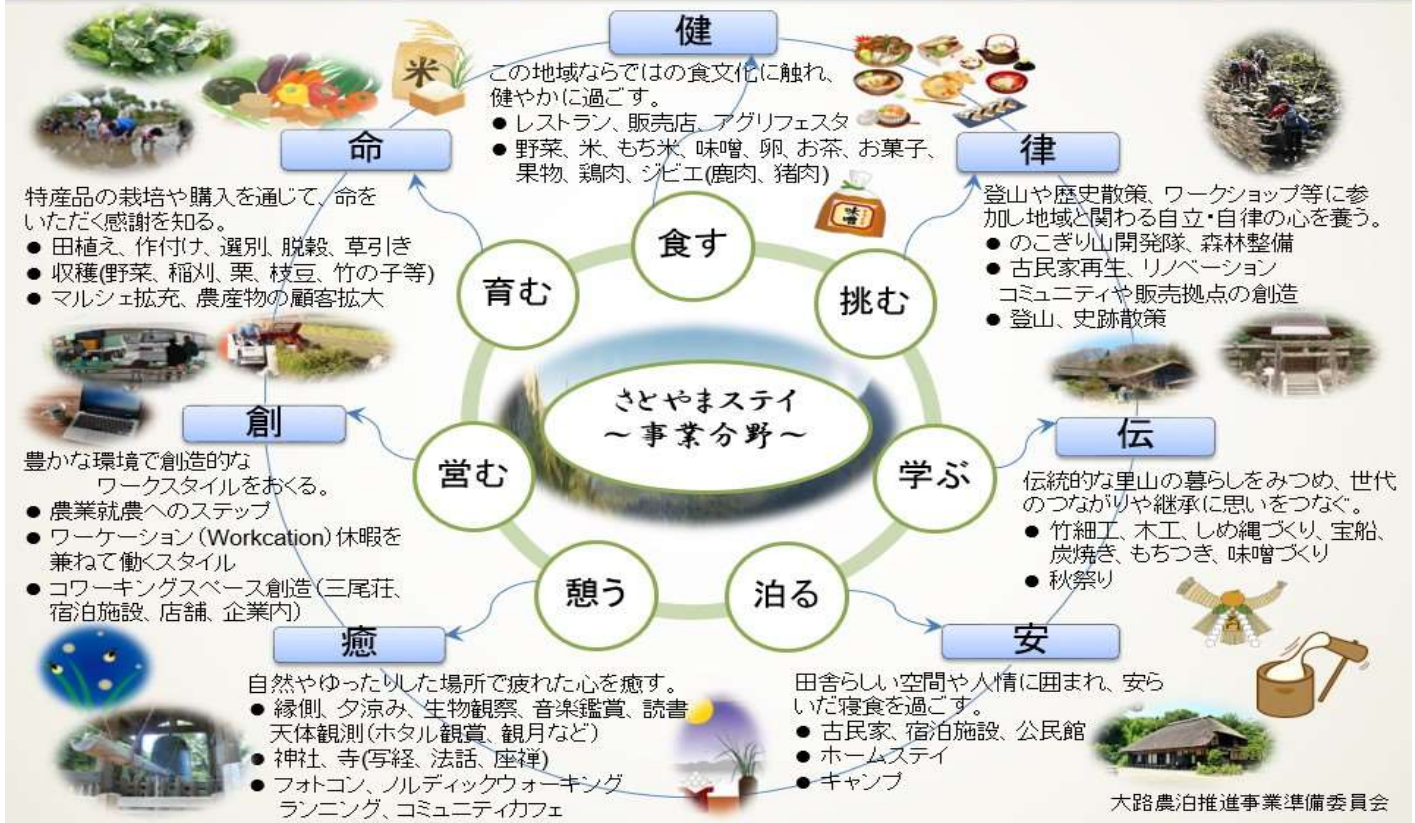 健
この地域ならではの食文化に触れ、
健やかに過ごす。
● レストラン、販売店、アグリフェスタ
● 野菜、米、もち米、味噌、卵、お茶、お菓子、
果物、鶏肉、ジビエ(鹿肉、猪肉)
米
味噌
命
特産品の栽培や購入を通じて、命を
いただく感謝を知る。
● 田植え、作付け、選別、脱穀、草引き
● 収穫(野菜、稲刈、栗、枝豆、竹の子等)
● マルシェ拡充、農産物の顧客拡大
律
登山や歴史散策、ワークショップ等に参
加し地域と関わる自立・自律の心を養う。
● のこぎり山開発隊、森林整備
● 古民家再生、リノベーション
コミュニティや販売拠点の創造
● 登山、史跡散策
食す
育む
挑む
さとやまステイ
～事業分野～
営む
学ぶ
憩う
泊る
創
豊かな環境で創造的な
ワークスタイルをおくる。
● 農業就農へのステップ
● ワーケーション(Workcation)休暇を
兼ねて働くスタイル
● コワーキングスペース創造(三尾荘、
宿泊施設、店舗、企業内)
伝
伝統的な里山の暮らしをみつめ、世代
のつながりや継承に思いをつなぐ。
● 竹細工、木工、しめ縄づくり、宝船、
炭焼き、もちつき、味噌づくり
● 秋祭り
癒
自然やゆったりした場所で疲れた心を癒す。
● 縁側、夕涼み、生物観察、音楽鑑賞、読書
天体観測(ホタル観賞、観月など)
● 神社、寺(写経、法話、座禅)
● フォトコン、ノルディックウォーキング
ランニング、コミュニティカフェ
安
田舎らしい空間や人情に囲まれ、安ら
いだ寝食を過ごす。
● 古民家、宿泊施設、公民館
● ホームステイ
● キャンプ
大路農泊推進事業準備委員会